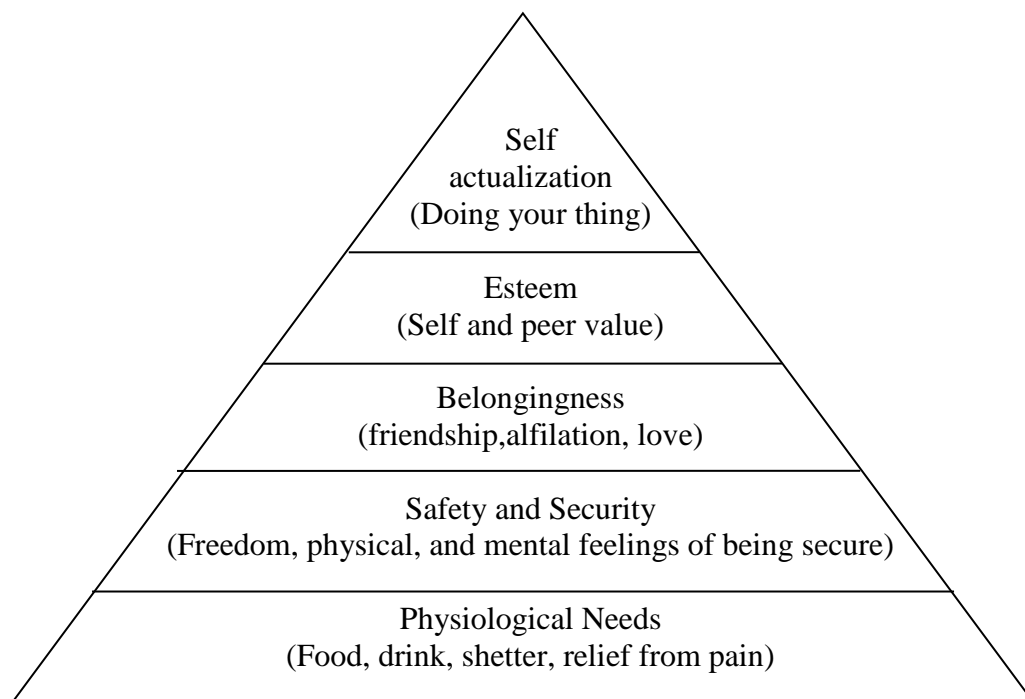 Self
actualization
(Doing your thing)
Esteem
(Self and peer value)
Belongingness
(friendship,alfilation, love)
Safety and Security
(Freedom, physical, and mental feelings of being secure)
Physiological Needs
(Food, drink, shetter, relief from pain)